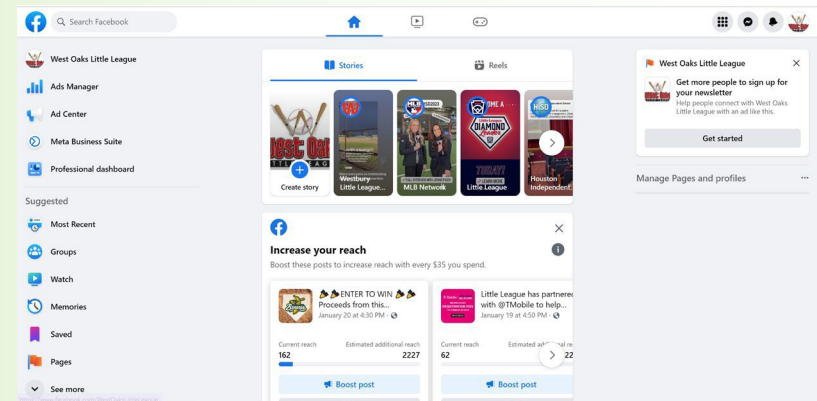 Search Facebook
West Oaks Little League
Ads Manager
Ad Center
Meta Business Suite
Professional dashboard
Suggested
Most Recent
Groups
Watch
Memories
Saved
Pages
See more
Stories
Reels
Create story
Westbury
Little League...
MLB Network
Little League
Houston
Independent...
Increase your reach
Boost these posts to increase reach with every $35 you spend.
ENTER TO WIN
Proceeds from this...
January 20 at 4:30 PM ·
Current reach
162
Estimated additional reach
2227
Boost post
Little League has partnered
with @TMobile to help...
January 19 at 4:50 PM ·
Current reach
62
22
Boost post
West Oaks Little League
Get more people to sign up for
your newsletter
Help people connect with West Oaks
Little League with an ad like this.
Get started
Manage Pages and profiles